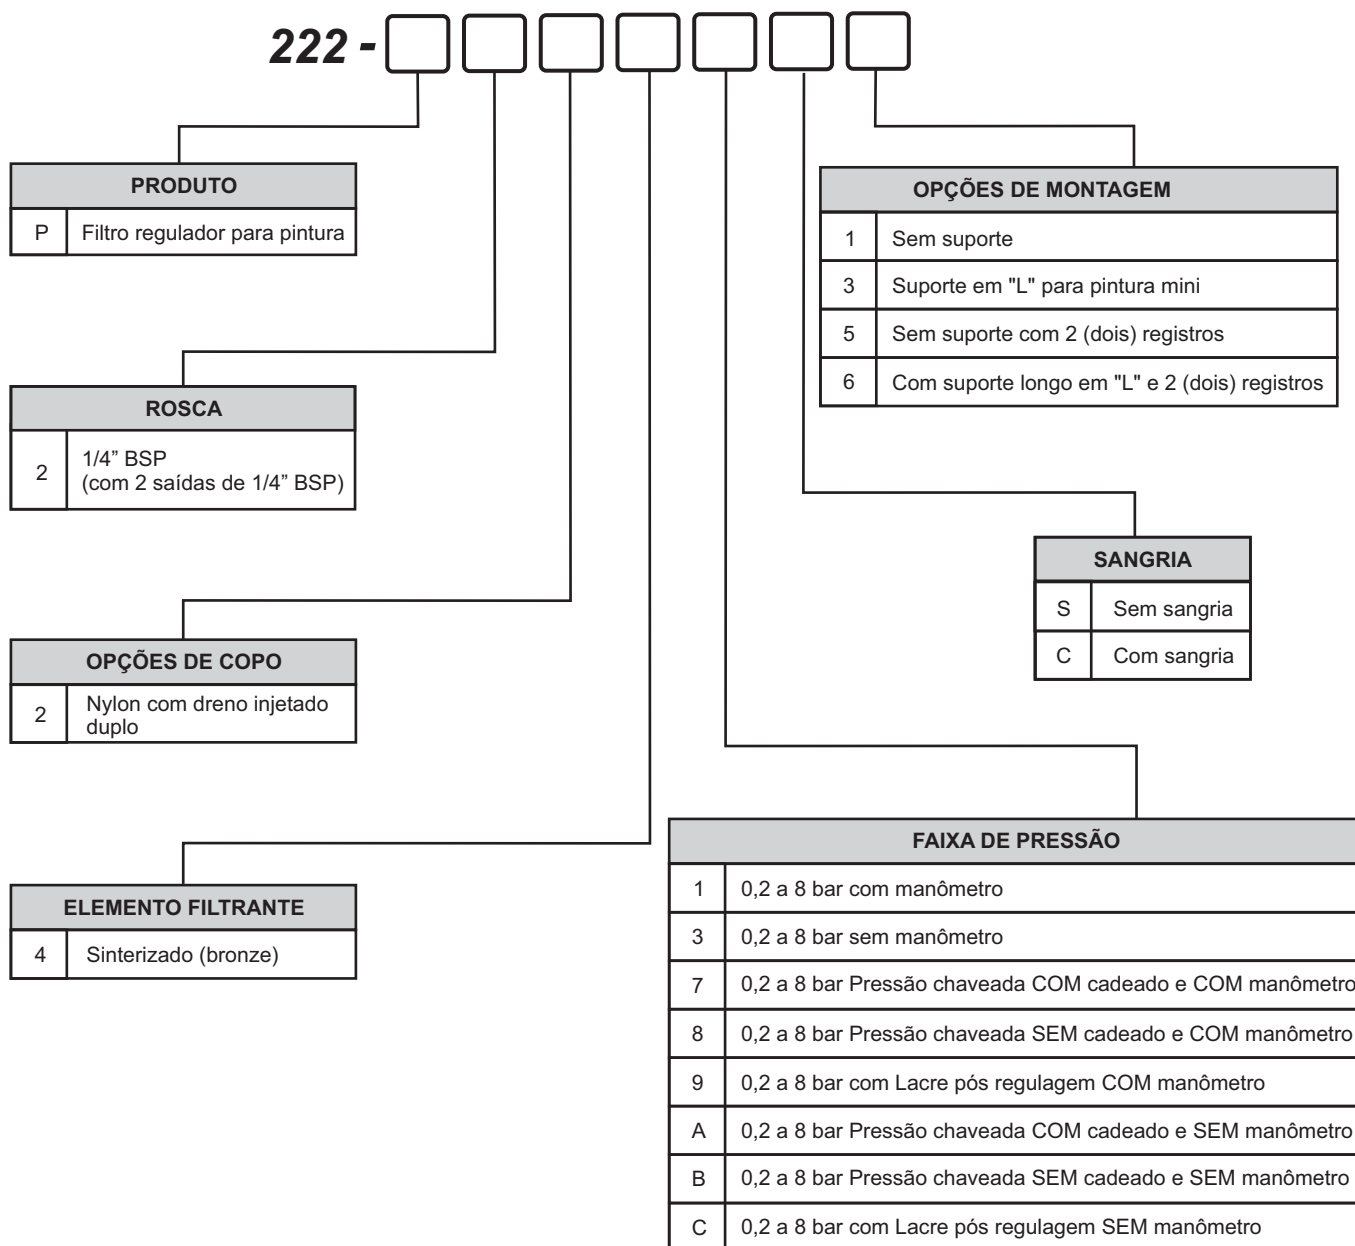 222 -
PRODUTO
P Filtro regulador para pintura
ROSCA
2 1/4” BSP
(com 2 saídas de 1/4” BSP)
OPÇÕES DE COPO
2 Nylon com dreno injetado
duplo
ELEMENTO FILTRANTE
4 Sinterizado (bronze)
OPÇÕES DE MONTAGEM
1 Sem suporte
3 Suporte em "L" para pintura mini
5 Sem suporte com 2 (dois) registros
6 Com suporte longo em "L" e 2 (dois) registros
SANGRIA
S Sem sangria
C Com sangria
FAIXA DE PRESSÃO
1 0,2 a 8 bar com manômetro
3 0,2 a 8 bar sem manômetro
7 0,2 a 8 bar Pressão chaveada COM cadeado e COM manômetro
8 0,2 a 8 bar Pressão chaveada SEM cadeado e COM manômetro
9 0,2 a 8 bar com Lacre pós regulagem COM manômetro
A 0,2 a 8 bar Pressão chaveada COM cadeado e SEM manômetro
B 0,2 a 8 bar Pressão chaveada SEM cadeado e SEM manômetro
C 0,2 a 8 bar com Lacre pós regulagem SEM manômetro